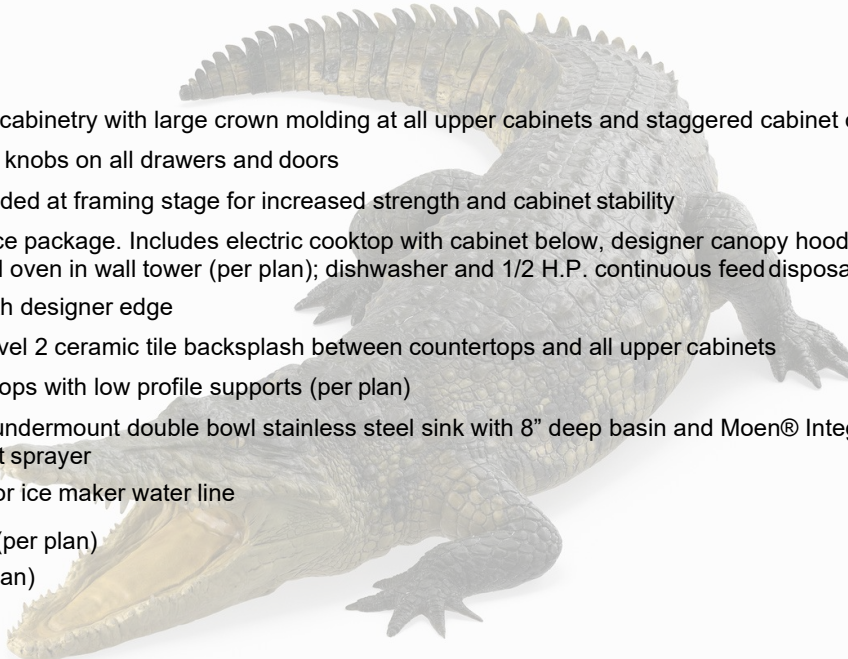 cabinetry with large crown molding at all upper cabinets and staggered cabinet
knobs on all drawers and doors
ded at framing stage for increased strength and cabinet stability
ce package. Includes electric cooktop with cabinet below, designer canopy hood
oven in wall tower (per plan); dishwasher and 1/2 H.P. continuous feed disposa
h designer edge
vel 2 ceramic tile backsplash between countertops and all upper cabinets
ops with low profile supports (per plan)
undermount double bowl stainless steel sink with 8” deep basin and Moen® Integ
t sprayer
or ice maker water line
(per plan)
an)